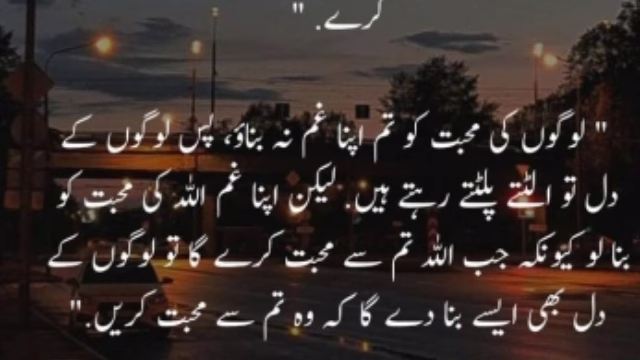 کرے. "
" لوگوں کی محبت کو تم اپنا غم نہ بناؤ، پس لوگوں کے
دل تو الٹتے پلٹتے رہتے ہیں. لیکن اپنا غم اللہ کی محبت کو
بنا لو کیونکہ جب اللہ تم سے محبت کرے گا تو لوگوں کے
دل بھی ایسے بنا دے گا کہ وہ تم سے محبت کریں."